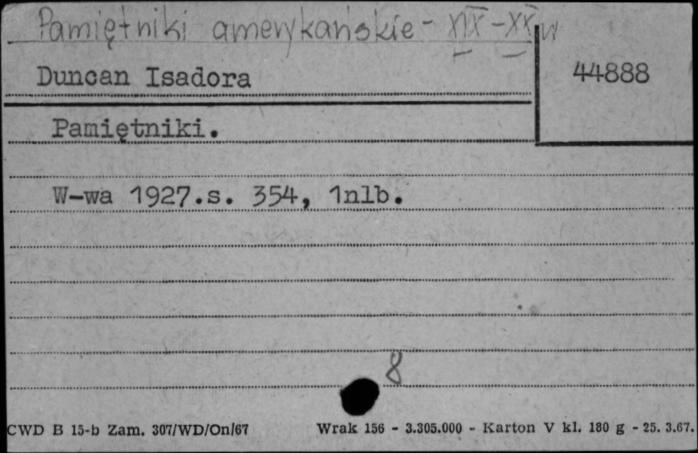 Pamiętniki amerykańskie - XIX-XX w
Duncan Isadora
44888
Pamiętniki.
W-wa 1927.s. 354, 1nlb.
8
CWD B 15-b Zam. 307/WD/On/67 Wrak 156 - 3.305.000 - Karton V kl. 180 g - 25. 3.67.